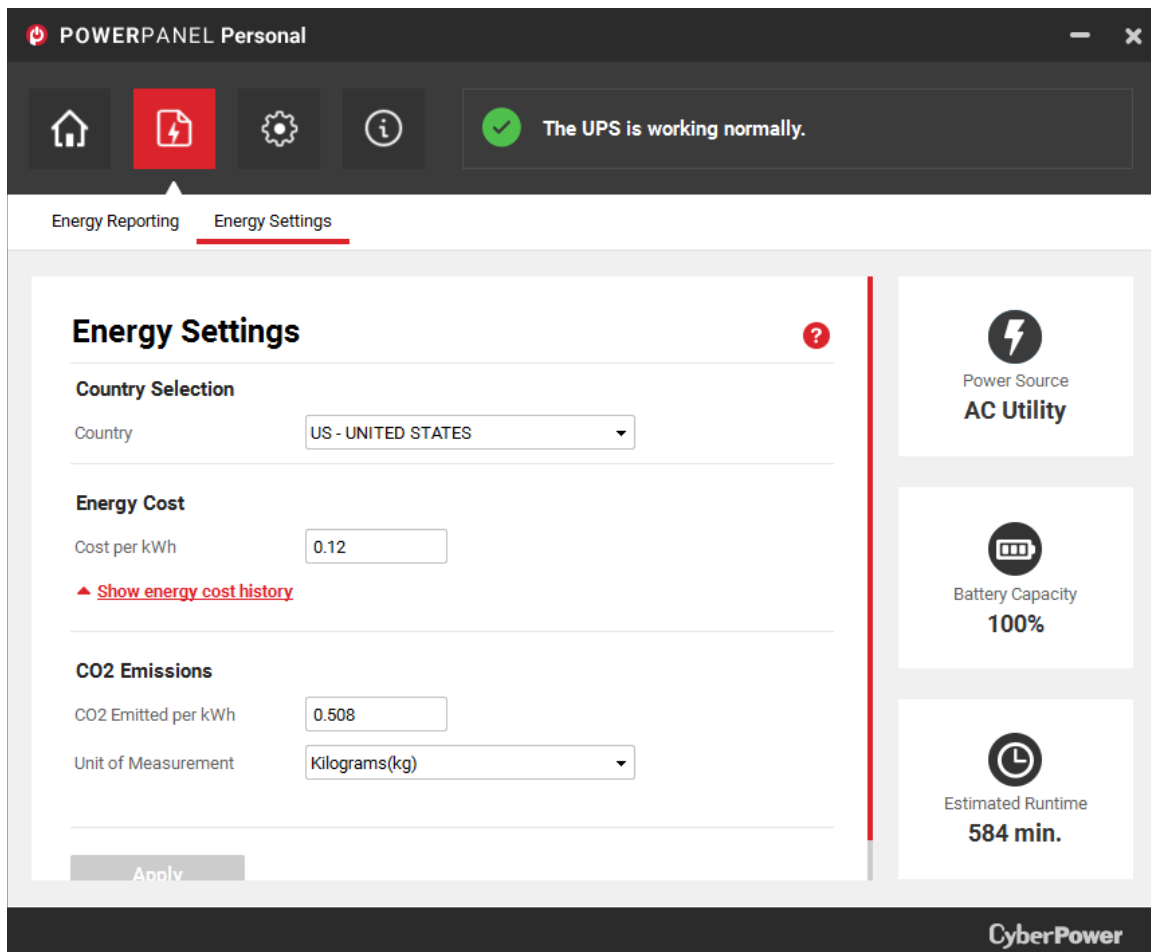 POWERPANEL Personal
The UPS is working normally.
Energy Reporting
Energy Settings
Energy Settings
?
Country Selection
Country
US - UNITED STATES
Energy Cost
Cost per kWh
0.12
Show energy cost history
CO2 Emissions
CO2 Emitted per kWh
0.508
Unit of Measurement
Kilograms(kg)
Apply
Power Source
AC Utility
Battery Capacity
100%
Estimated Runtime
584 min.
CyberPower